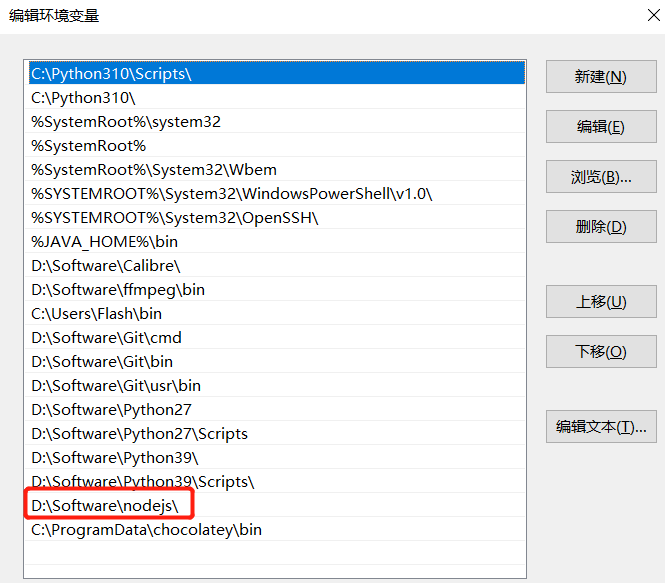 编辑环境变量
C:\Python310\Scripts\
C:\Python310\
%SystemRoot%\system32
%SystemRoot%
%SystemRoot%\System32\Wbem
%SYSTEMROOT%\System32\WindowsPowerShell\v1.0\
%SYSTEMROOT%\System32\OpenSSH\
%JAVA_HOME%\bin
D:\Software\Calibre\
D:\Software\ffmpeg\bin
C:\Users\Flash\bin
D:\Software\Git\cmd
D:\Software\Git\bin
D:\Software\Git\usr\bin
D:\Software\Python27
D:\Software\Python27\Scripts
D:\Software\Python39\
D:\Software\Python39\Scripts\
D:\Software\nodejs\
C:\ProgramData\chocolatey\bin
新建(N)
编辑(E)
浏览(B)...
删除(D)
上移(U)
下移(O)
编辑文本(T)...